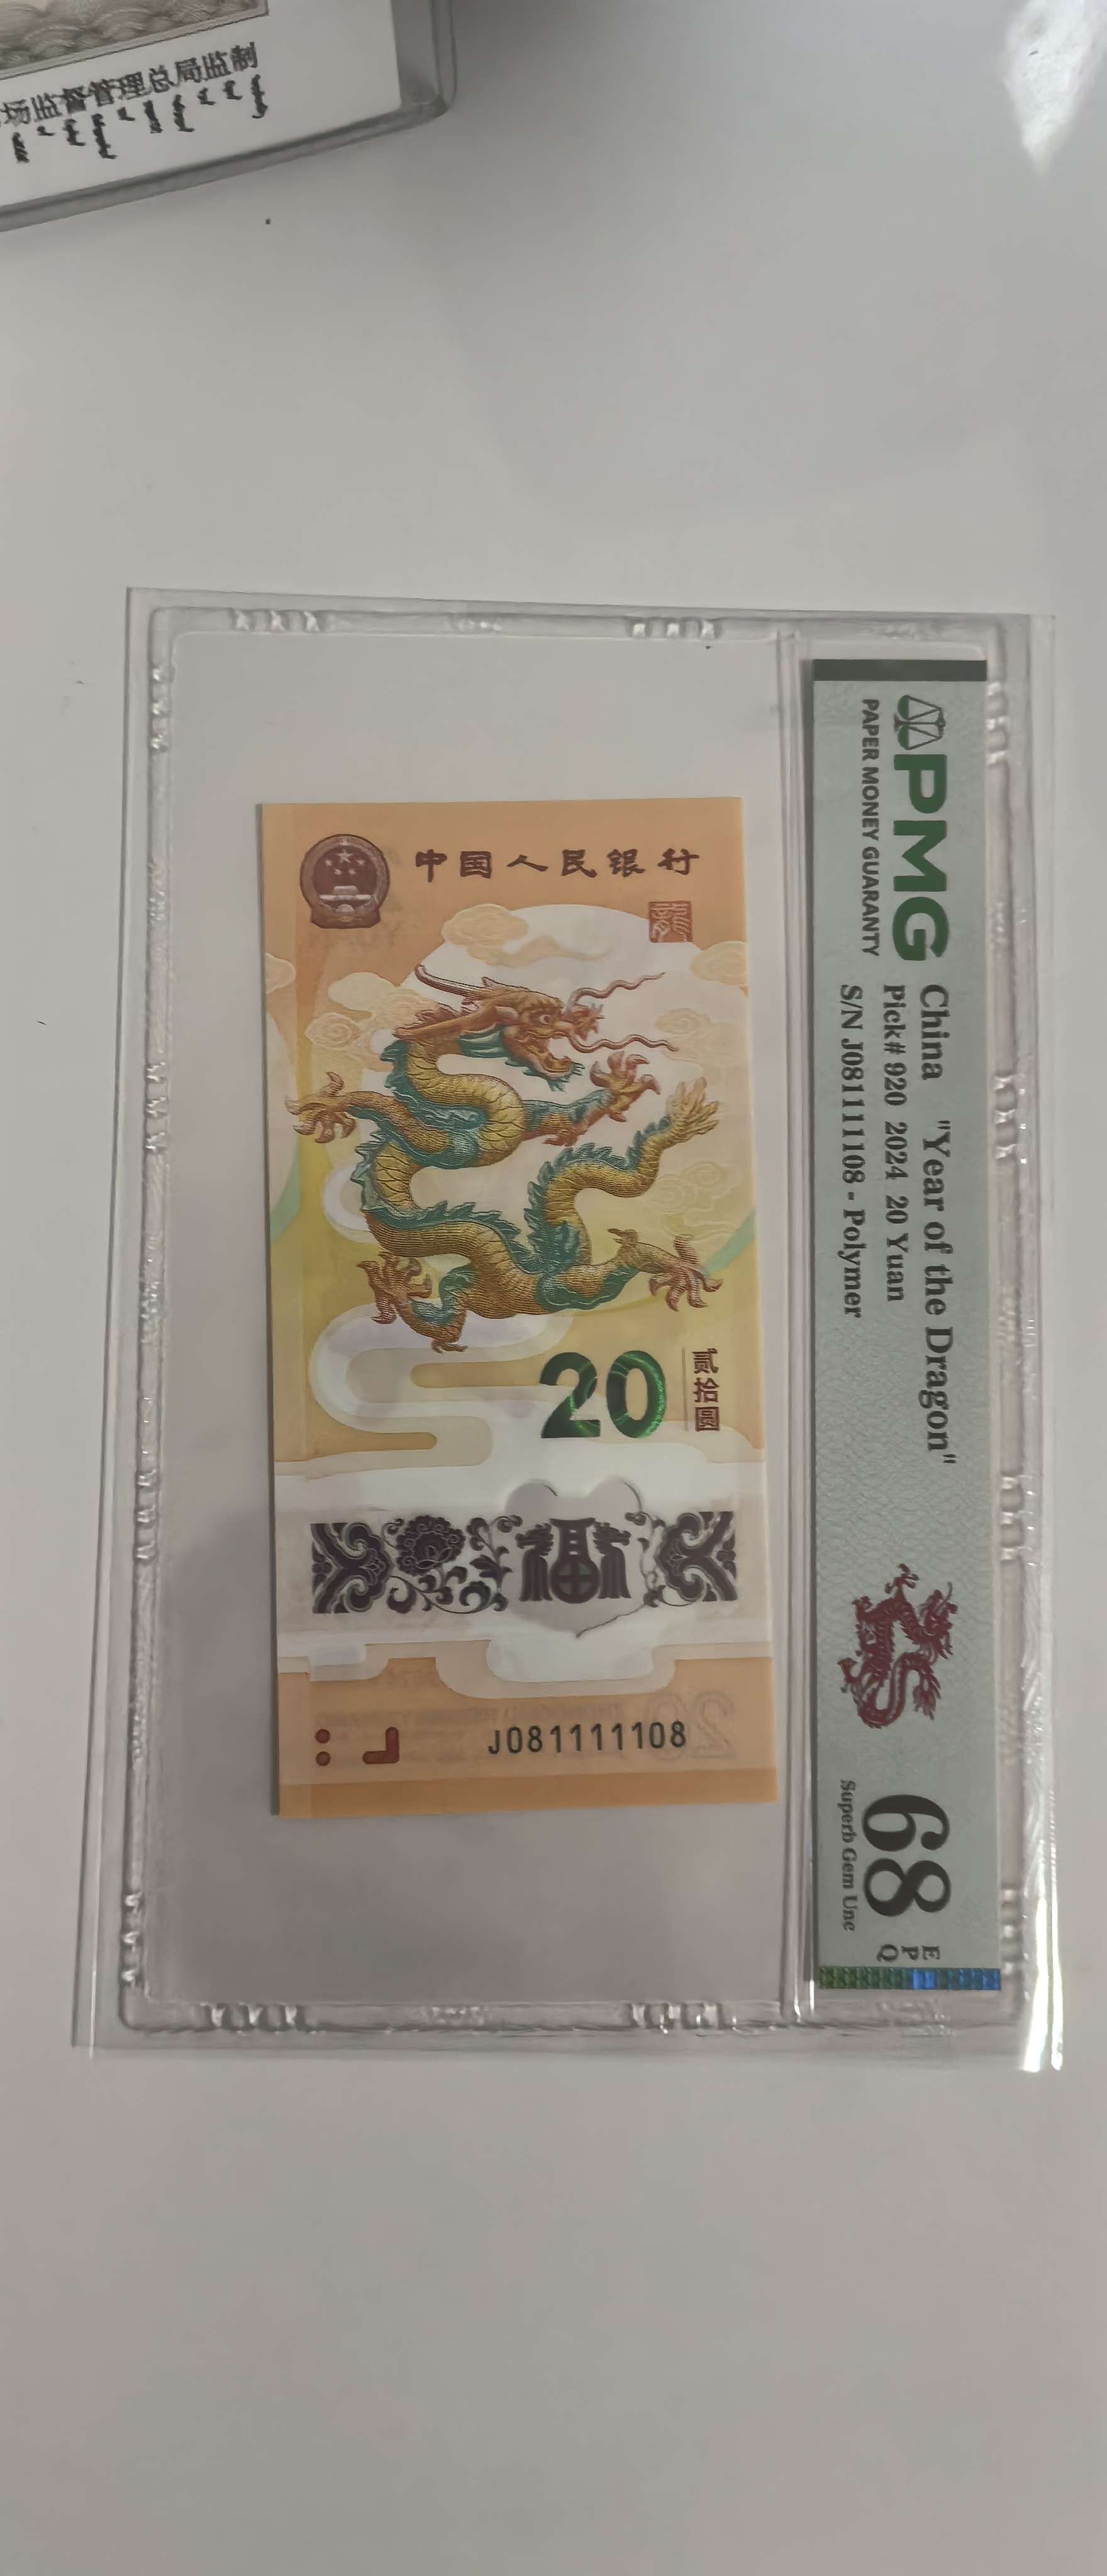 场监督管理总局监制
中国人民银行
龍
20
贰拾圆
福
J081111108
PMG
PAPER MONEY GUARANTY
China "Year of the Dragon"
Pick# 920 2024 20 Yuan
S/N J081111108 - Polymer
68
EPQ
Superb Gem Unc